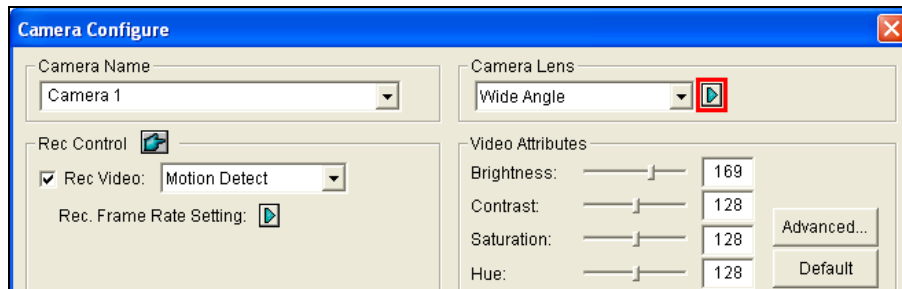 Camera Configure
Camera Name
Camera 1
Camera Lens
Wide Angle
Rec Control
Rec Video: Motion Detect
Rec. Frame Rate Setting:
Video Attributes
Brightness: 169
Contrast: 128
Saturation: 128
Hue: 128
Advanced...
Default